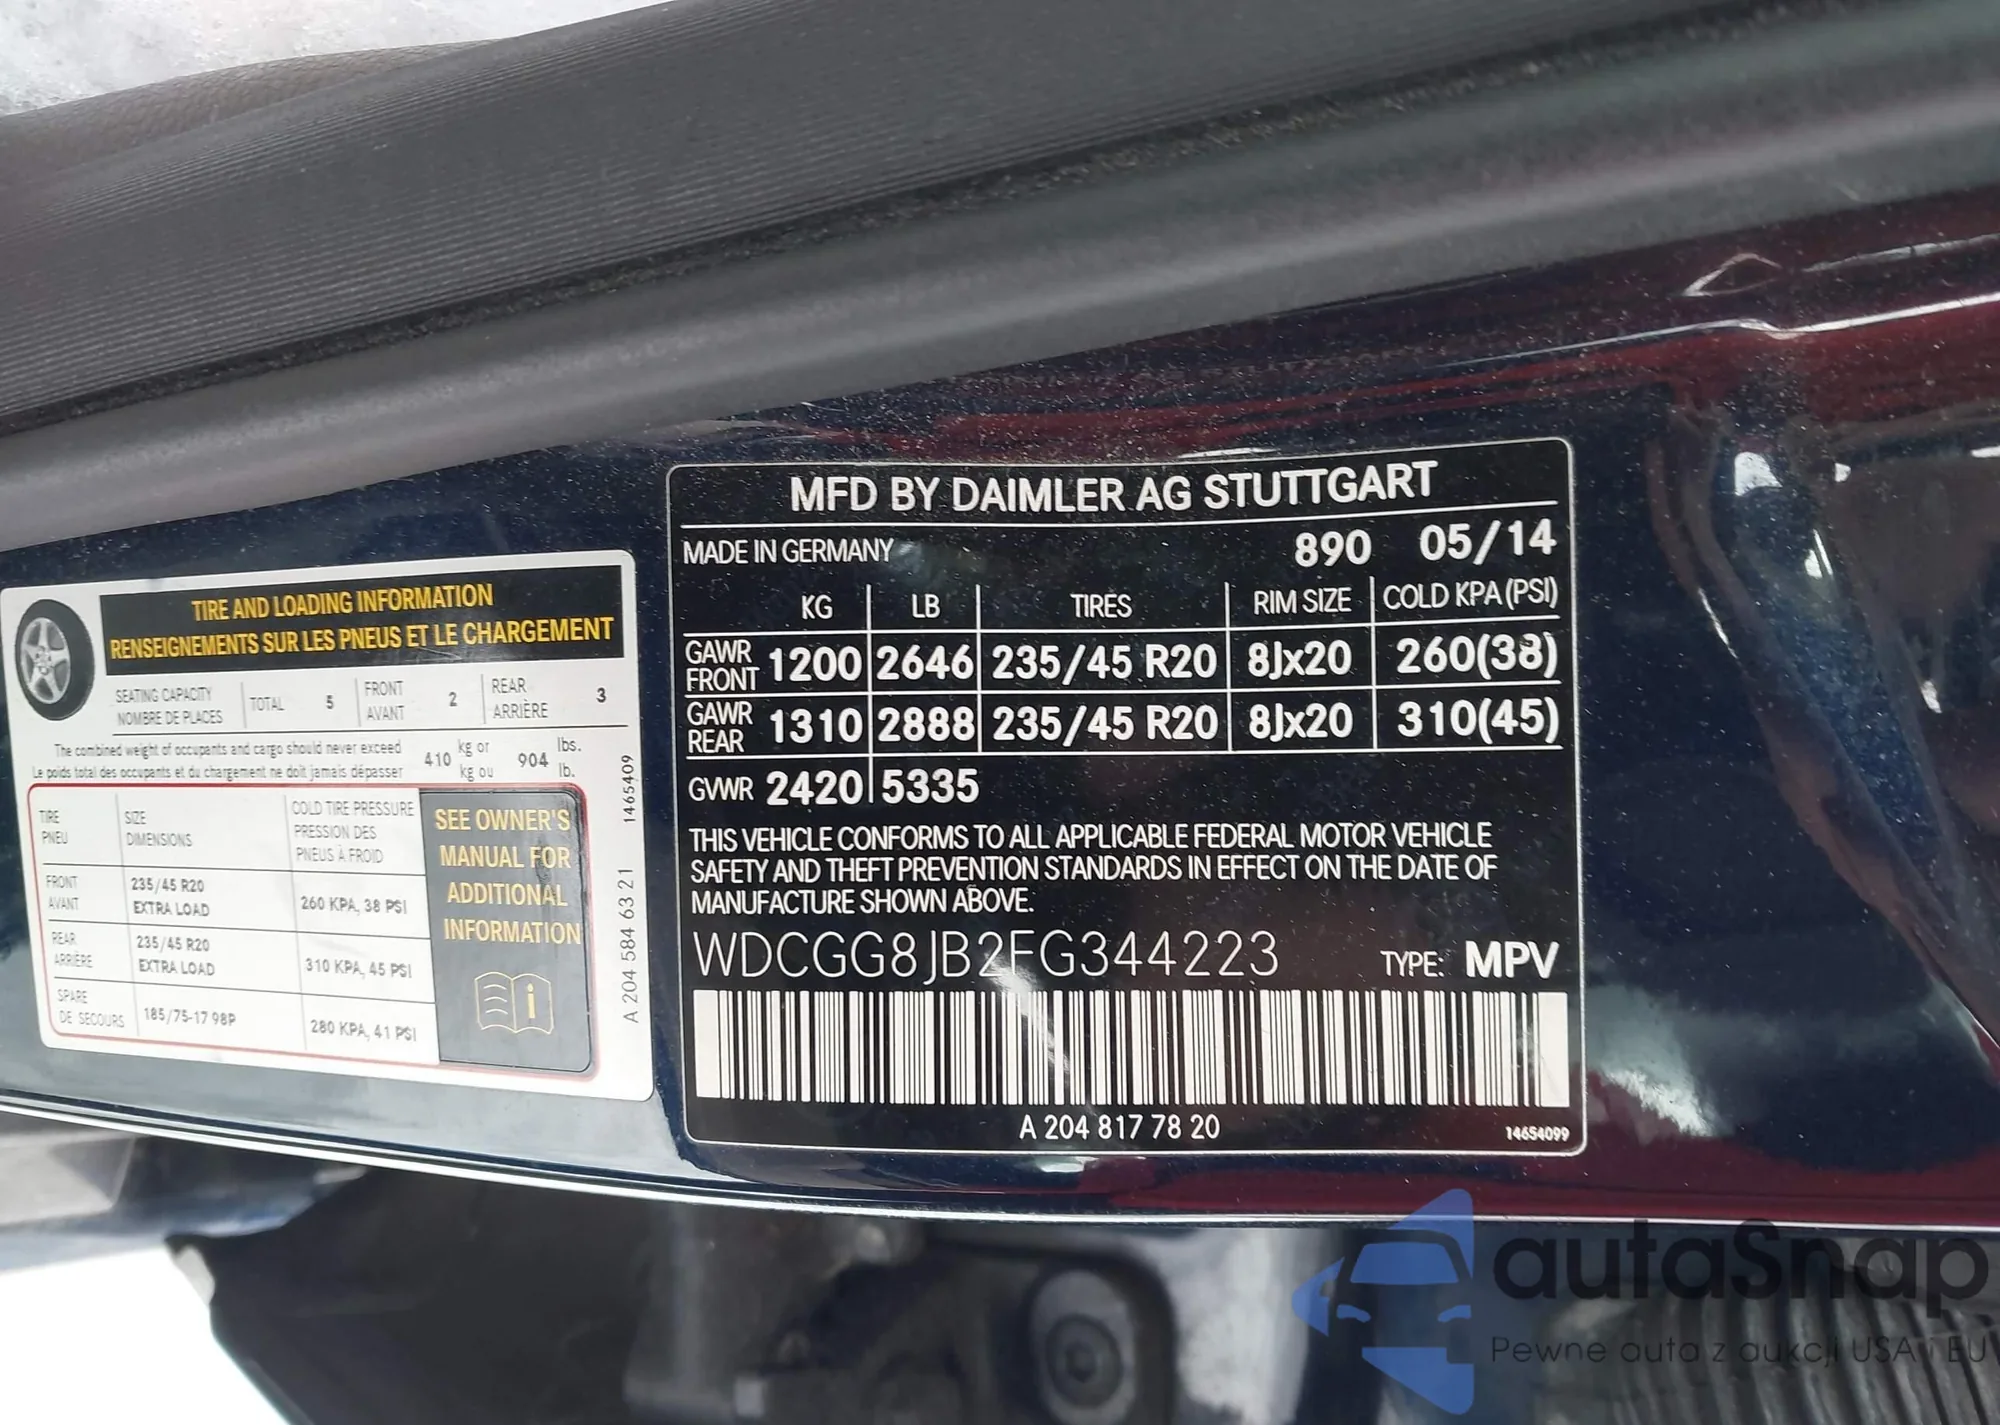 TIRE AND LOADING INFORMATION
RENSEIGNEMENTS SUR LES PNEUS ET LE CHARGEMENT
SEATING CAPACITY
NOMBRE DE PLACES
TOTAL 5
FRONT
AVANT
2
REAR
ARRIÈRE
3
The combined weight of occupants and cargo should never exceed
Le poids total des occupants et du chargement ne doit jamais dépasser
410 kg or
kg ou
904 lbs.
lb.
TIRE
PNEU
SIZE
DIMENSIONS
COLD TIRE PRESSURE
PRESSION DES
PNEUS À FROID
FRONT
AVANT
235/45 R20
EXTRA LOAD
260 KPA, 38 PSI
REAR
ARRIÈRE
235/45 R20
EXTRA LOAD
310 KPA, 45 PSI
SPARE
DE SECOURS
185/75-17 98P
280 KPA, 41 PSI
SEE OWNER'S
MANUAL FOR
ADDITIONAL
INFORMATION
A 204 584 63 21 1465409
MFD BY DAIMLER AG STUTTGART
MADE IN GERMANY 890 05/14
KG LB TIRES RIM SIZE COLD KPA (PSI)
GAWR
FRONT
1200 2646 235/45 R20 8Jx20 260(38)
GAWR
REAR
1310 2888 235/45 R20 8Jx20 310(45)
GVWR 2420 5335
THIS VEHICLE CONFORMS TO ALL APPLICABLE FEDERAL MOTOR VEHICLE
SAFETY AND THEFT PREVENTION STANDARDS IN EFFECT ON THE DATE OF
MANUFACTURE SHOWN ABOVE.
WDCGG8JB2FG344223 TYPE: MPV
A 204 817 78 20 14654099
autaSnap
Pewne auta z aukcji USA i EU